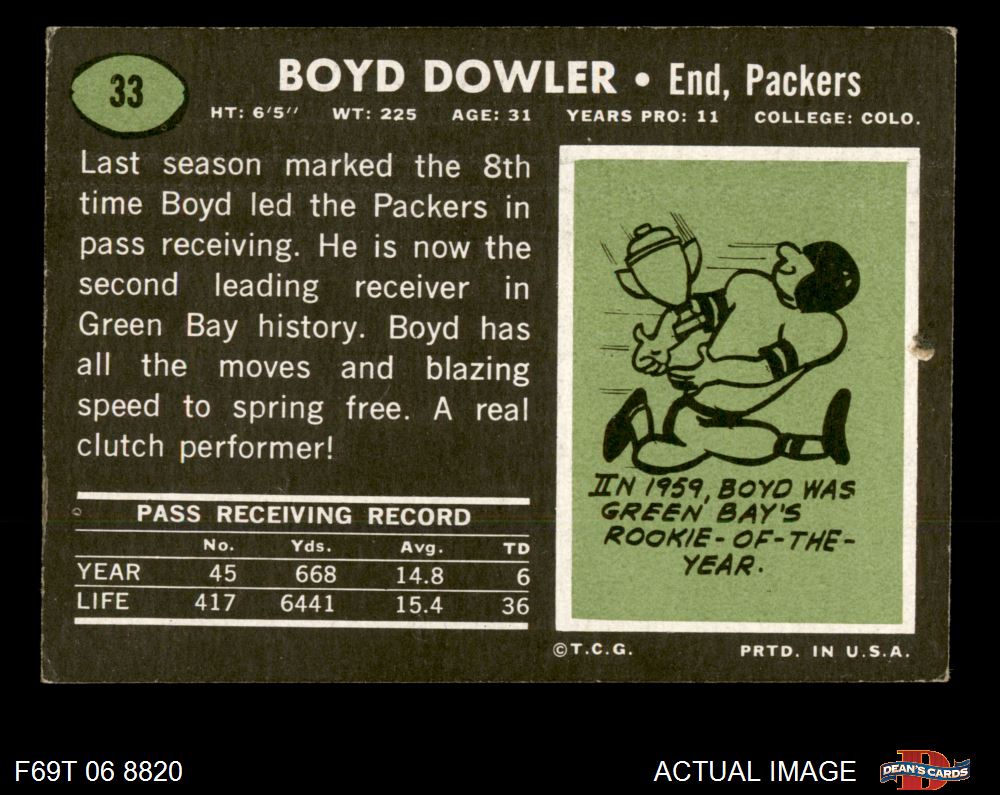 33
BOYD DOWLER • End, Packers
HT: 6'5" WT: 225 AGE: 31 YEARS PRO: 11 COLLEGE: COLO.
Last season marked the 8th
time Boyd led the Packers in
pass receiving. He is now the
second leading receiver in
Green Bay history. Boyd has
all the moves and blazing
speed to spring free. A real
clutch performer!
PASS RECEIVING RECORD
No. Yds. Avg. TD
YEAR 45 668 14.8 6
LIFE 417 6441 15.4 36
IN 1959, BOYD WAS
GREEN BAY'S
ROOKIE-OF-THE-
YEAR.
©T.C.G. PRTD. IN U.S.A.
F69T 06 8820
ACTUAL IMAGE
DEAN'S CARDS